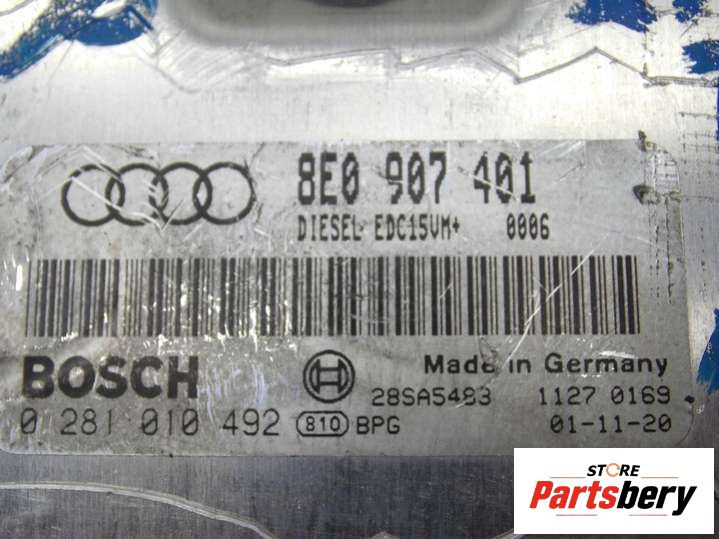 8E0 907 401
DIESEL EDC15VM+ 0006
BOSCH
Made in Germany
28SA5483 1127 0169
0 281 010 492 810 BPG 01-11-20
STORE
Partsbery